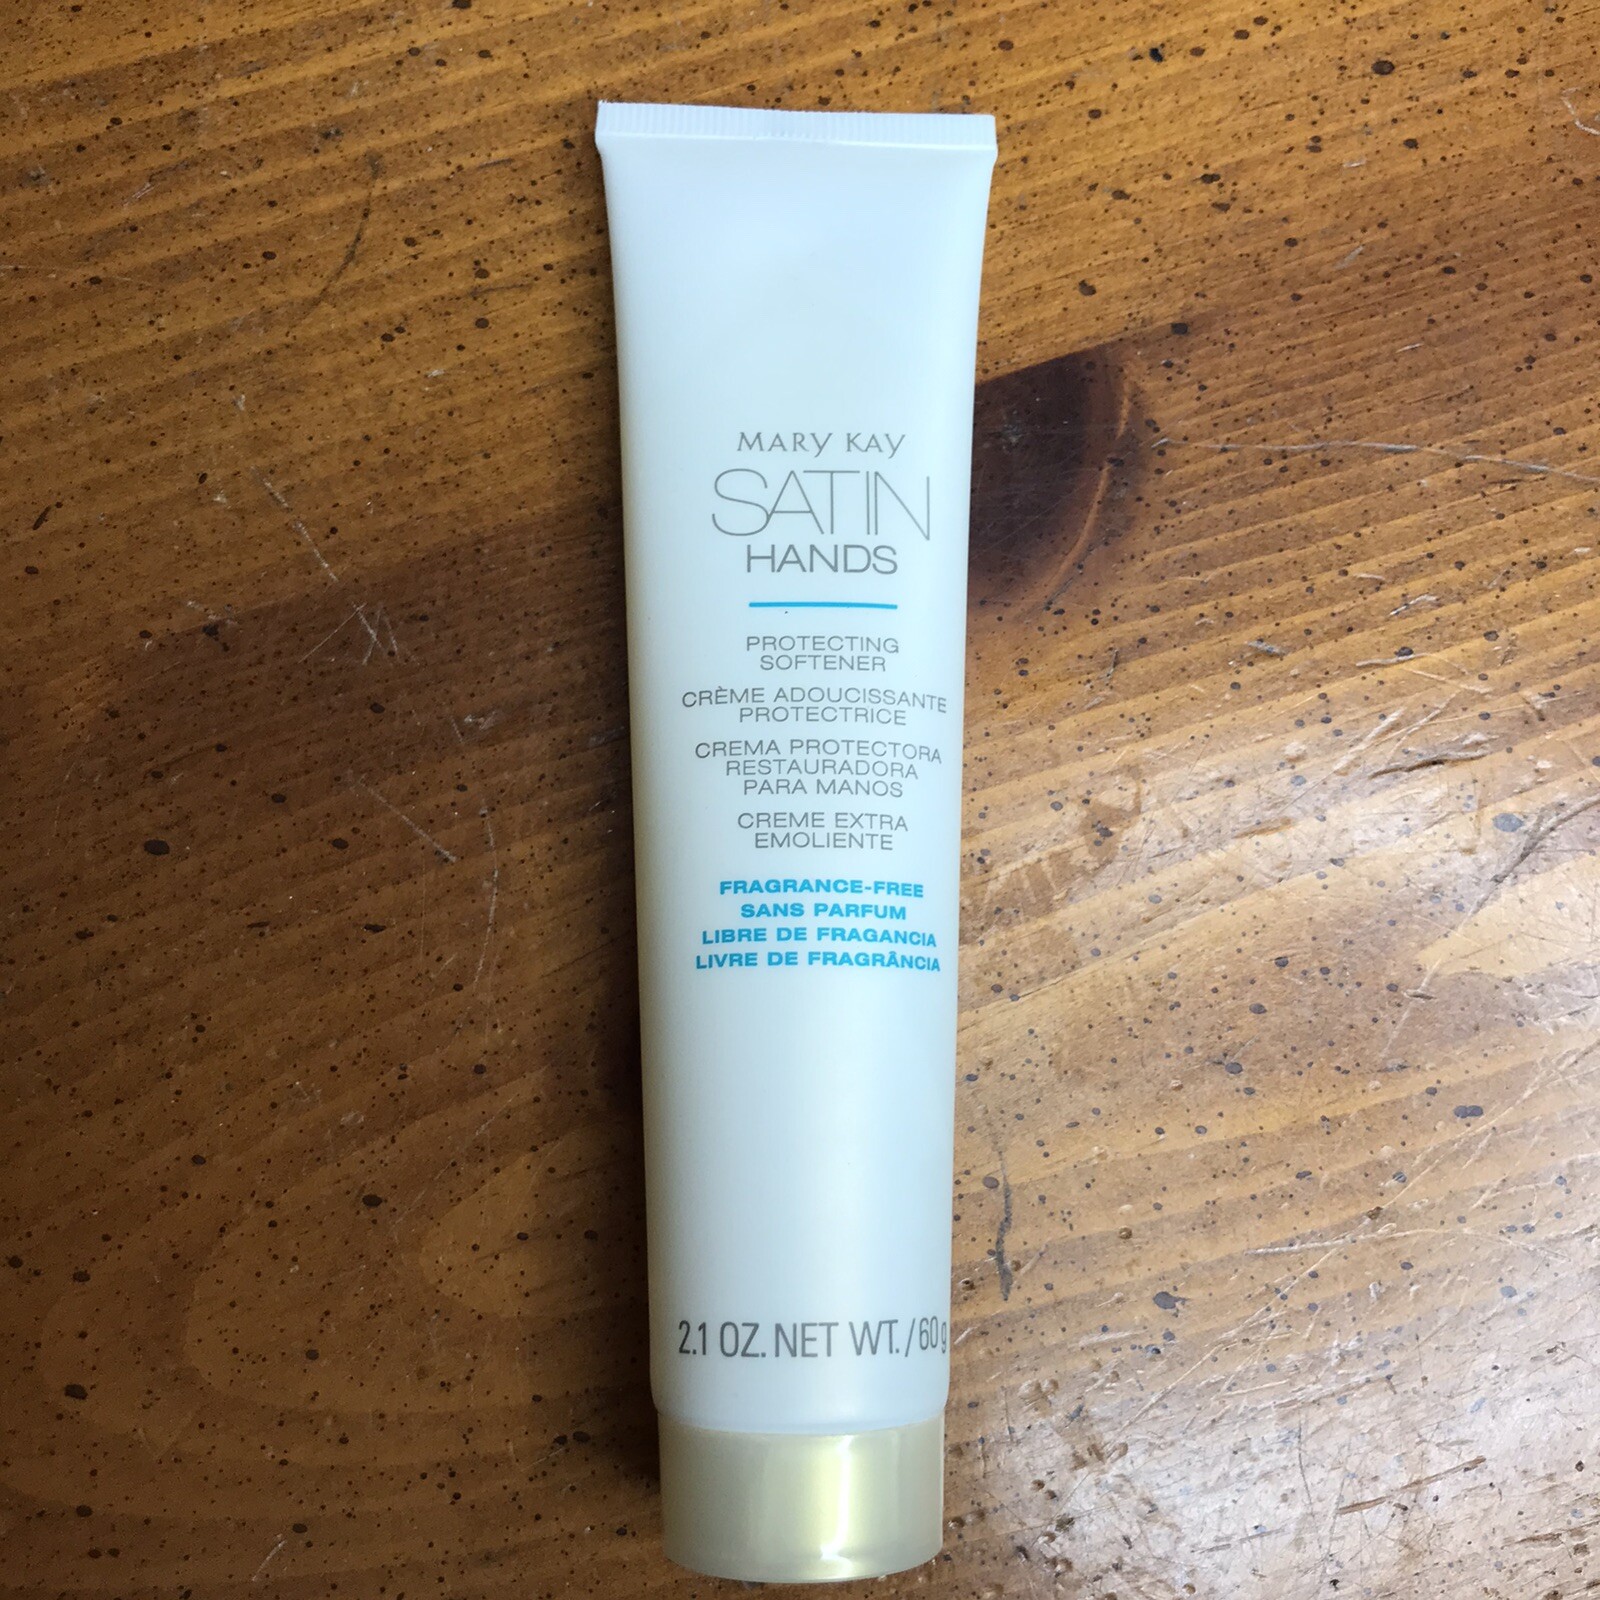 MARY KAY
SATIN
HANDS
PROTECTING
SOFTENER
CRÈME ADOUCISSANTE
PROTECTRICE
CREMA PROTECTORA
RESTAURADORA
PARA MANOS
CREME EXTRA
EMOLIENTE
FRAGRANCE-FREE
SANS PARFUM
LIBRE DE FRAGANCIA
LIVRE DE FRAGRÂNCIA
2.1 OZ. NET WT. / 60 g